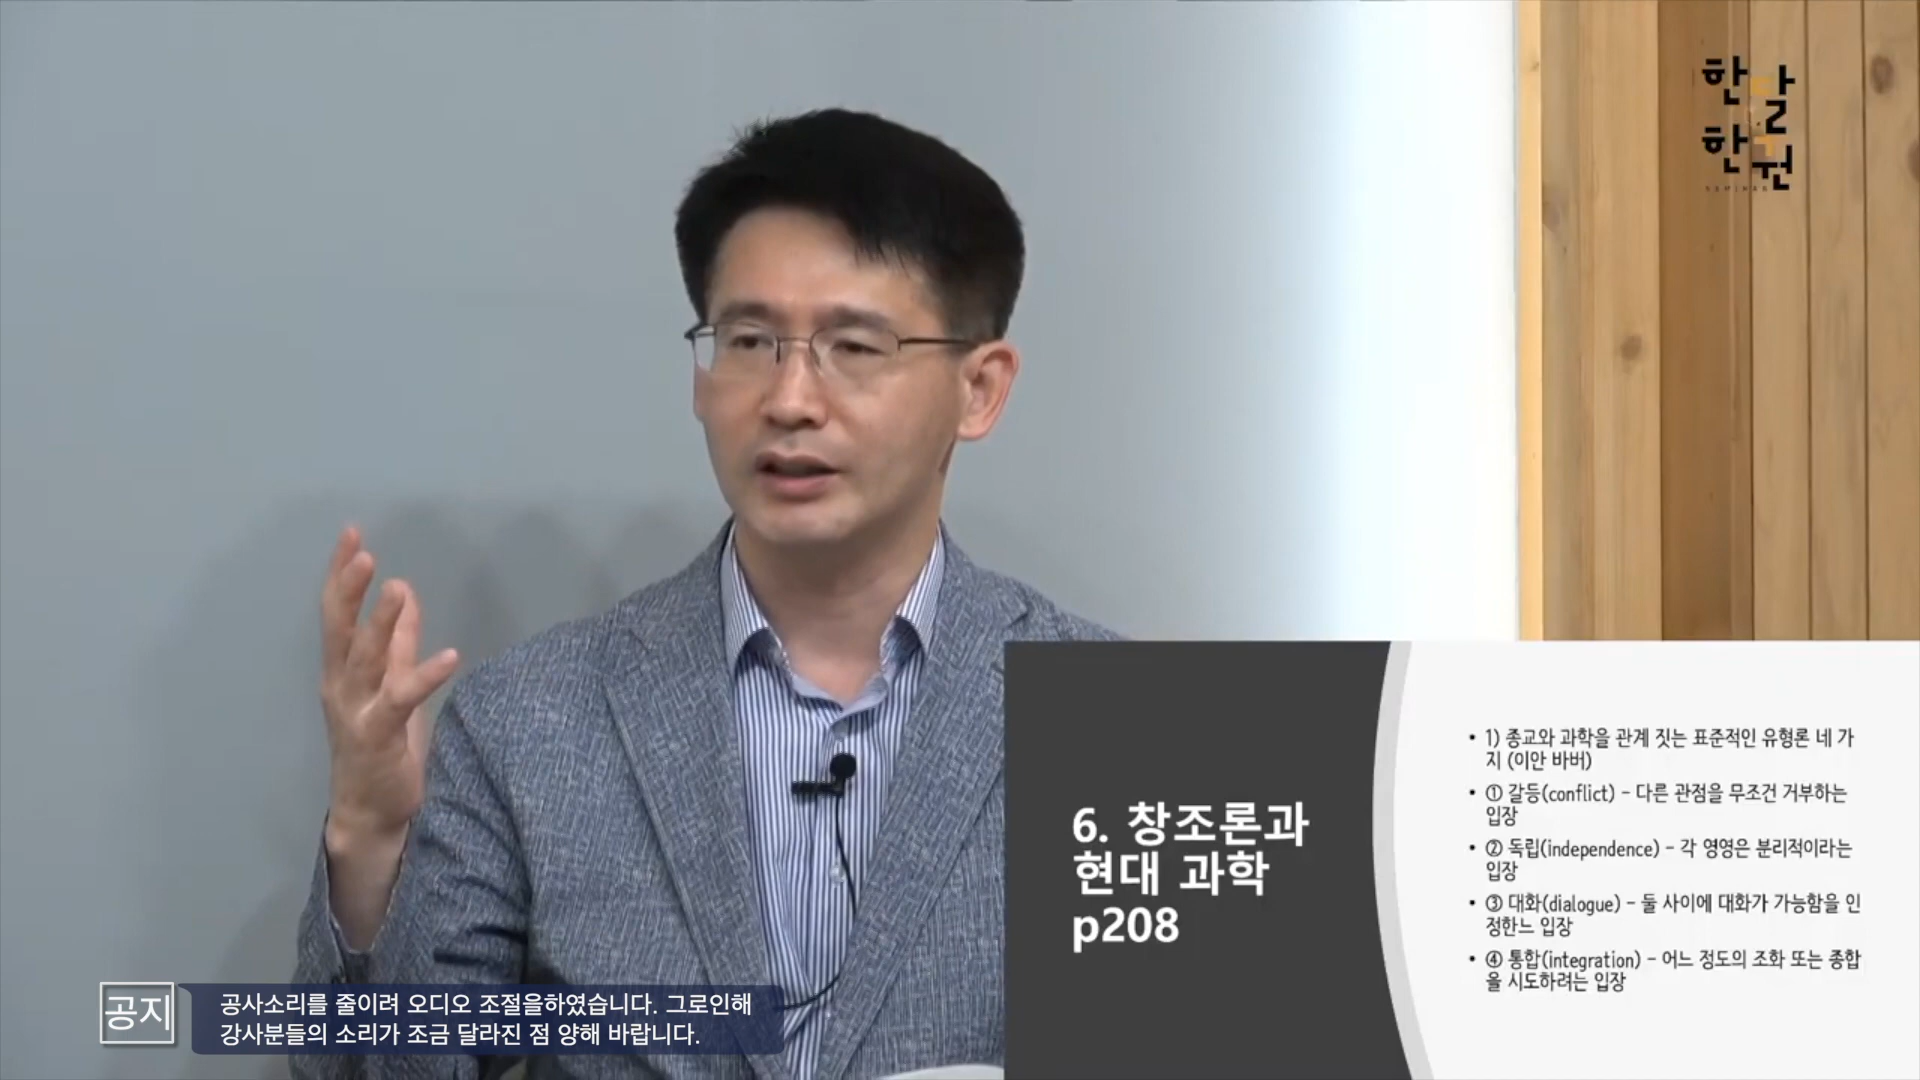 한달
한권
SEMINAR
6. 창조론과
현대 과학
p208
• 1) 종교와 과학을 관계 짓는 표준적인 유형론 네 가
지 (이안 바버)
• ① 갈등(conflict) – 다른 관점을 무조건 거부하는
입장
• ② 독립(independence) – 각 영영은 분리적이라는
입장
• ③ 대화(dialogue) – 둘 사이에 대화가 가능함을 인
정한느 입장
• ④ 통합(integration) – 어느 정도의 조화 또는 종합
을 시도하려는 입장
공지
공사소리를 줄이려 오디오 조절을하였습니다. 그로인해
강사분들의 소리가 조금 달라진 점 양해 바랍니다.